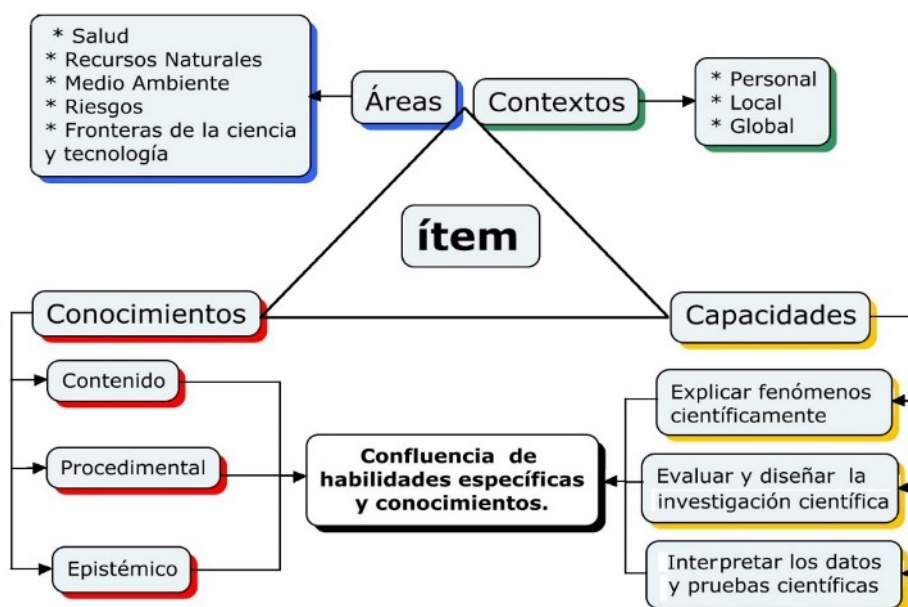 * Salud
* Recursos Naturales
* Medio Ambiente
* Riesgos
* Fronteras de la ciencia
y tecnología
Áreas
Contextos
* Personal
* Local
* Global
ítem
Conocimientos
Capacidades
Contenido
Procedimental
Epistémico
Confluencia de
habilidades específicas
y conocimientos.
Explicar fenómenos
científicamente
Evaluar y diseñar la
investigación científica
Interpretar los datos
y pruebas científicas